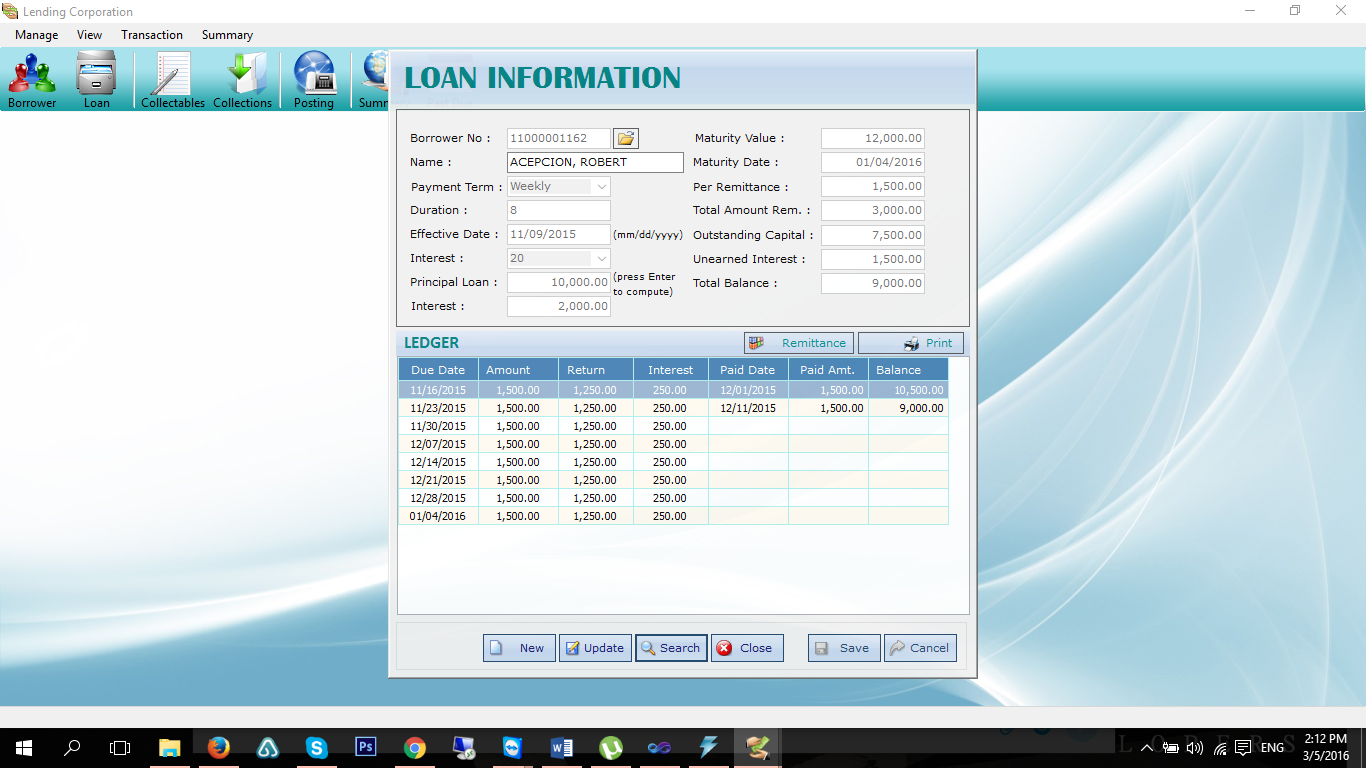 Lending Corporation
Manage View Transaction Summary
Borrower Loan Collectables Collections Posting Summ
LOAN INFORMATION
Borrower No : 11000001162 Maturity Value : 12,000.00
Name : ACEPCION, ROBERT Maturity Date : 01/04/2016
Payment Term : Weekly Per Remittance : 1,500.00
Duration : 8 Total Amount Rem. : 3,000.00
Effective Date : 11/09/2015 (mm/dd/yyyy) Outstanding Capital : 7,500.00
Interest : 20 Unearned Interest : 1,500.00
Principal Loan : 10,000.00 (press Enter to compute) Total Balance : 9,000.00
Interest : 2,000.00
LEDGER Remittance Print
Due Date Amount Return Interest Paid Date Paid Amt. Balance
11/16/2015 1,500.00 1,250.00 250.00 12/01/2015 1,500.00 10,500.00
11/23/2015 1,500.00 1,250.00 250.00 12/11/2015 1,500.00 9,000.00
11/30/2015 1,500.00 1,250.00 250.00
12/07/2015 1,500.00 1,250.00 250.00
12/14/2015 1,500.00 1,250.00 250.00
12/21/2015 1,500.00 1,250.00 250.00
12/28/2015 1,500.00 1,250.00 250.00
01/04/2016 1,500.00 1,250.00 250.00
New Update Search Close Save Cancel
Ps
ENG
2:12 PM
3/5/2016